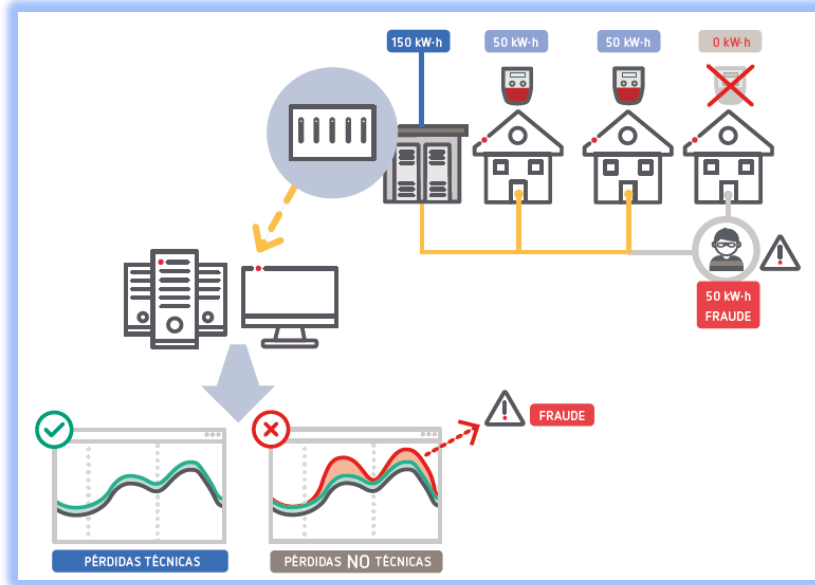 150 kW·h
50 kW·h
50 kW·h
0 kW·h
50 kW·h
FRAUDE
FRAUDE
PÉRDIDAS TÉCNICAS
PÉRDIDAS NO TÉCNICAS